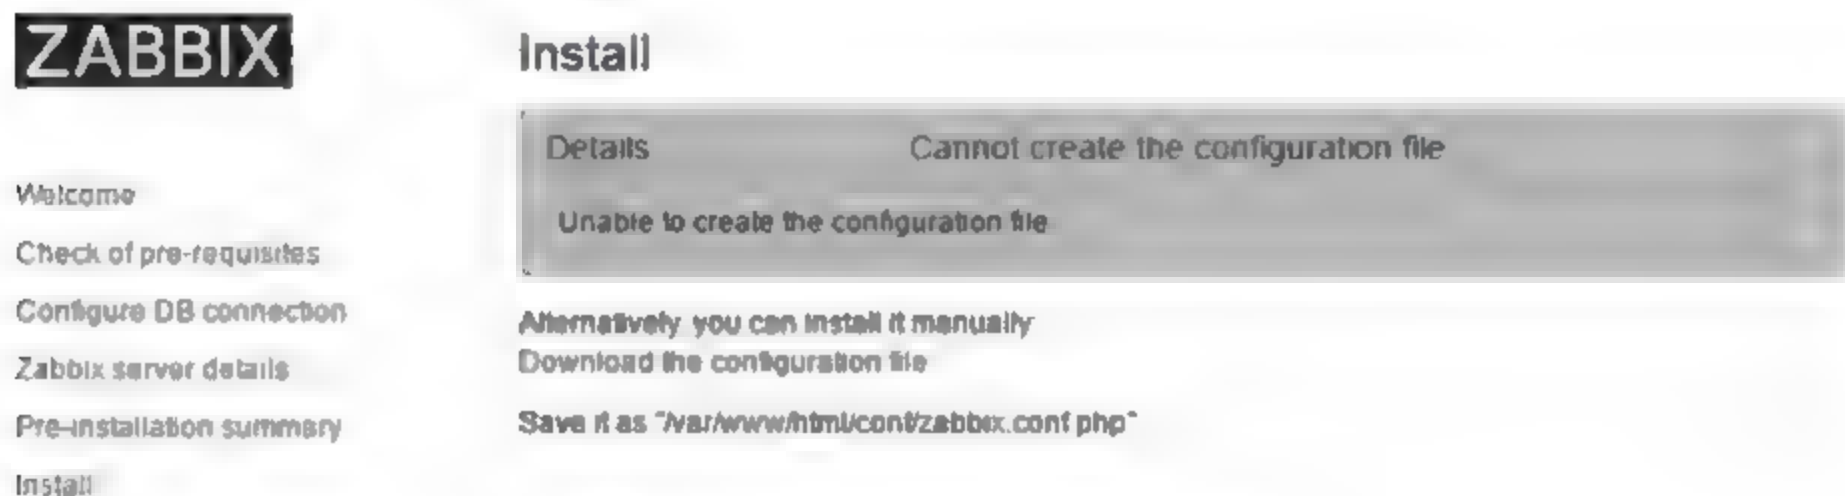 ZABBIX
Install
Details Cannot create the configuration file
Unable to create the configuration file
Welcome
Check of pre-requisites
Configure DB connection
Zabbix server details
Pre-installation summary
Install
Alternatively you can install it manually
Download the configuration file
Save it as "/var/www/html/conf/zabbix.conf.php"